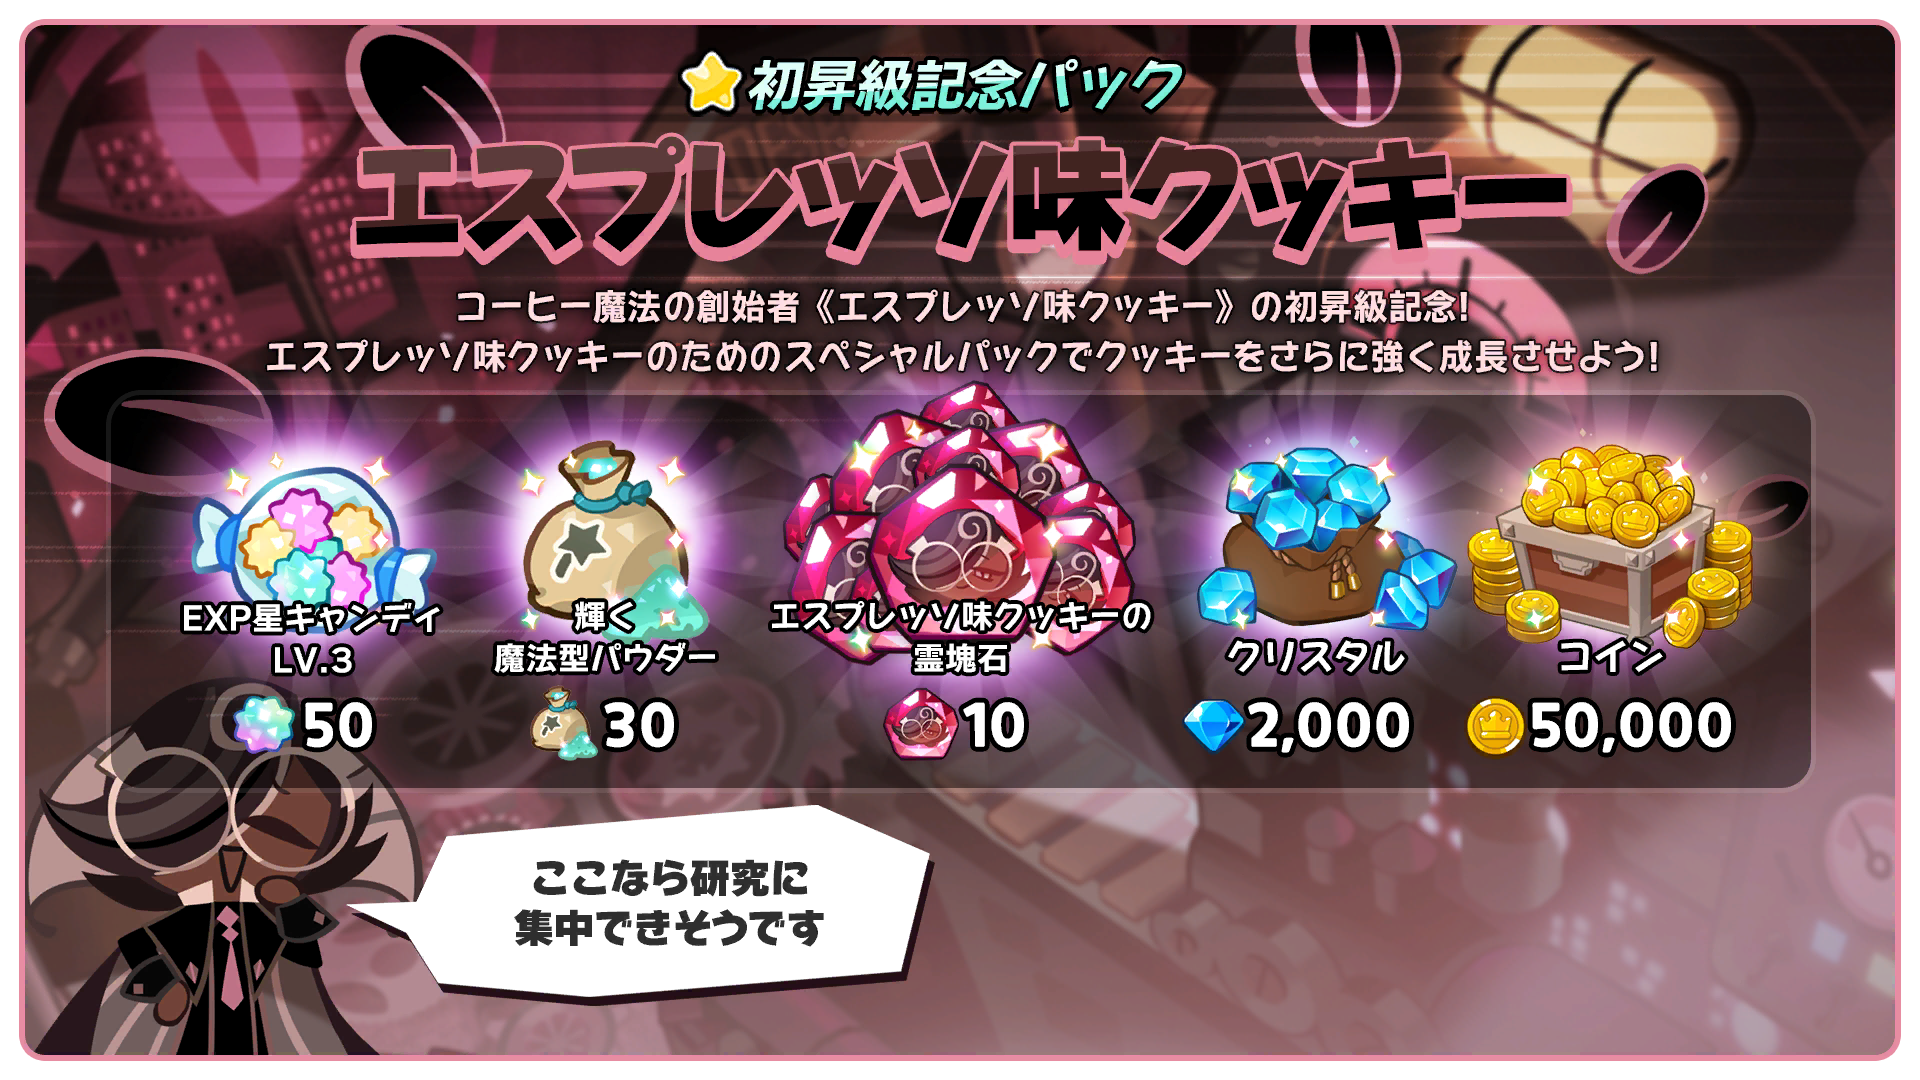 初昇級記念パック
エスプレッソ味クッキー
コーヒー魔法の創始者《エスプレッソ味クッキー》の初昇級記念!
エスプレッソ味クッキーのためのスペシャルパックでクッキーをさらに強く成長させよう!
EXP星キャンディ
LV.3
50
輝く
魔法型パウダー
30
エスプレッソ味クッキーの
霊塊石
10
クリスタル
2,000
コイン
50,000
ここなら研究に
集中できそうです